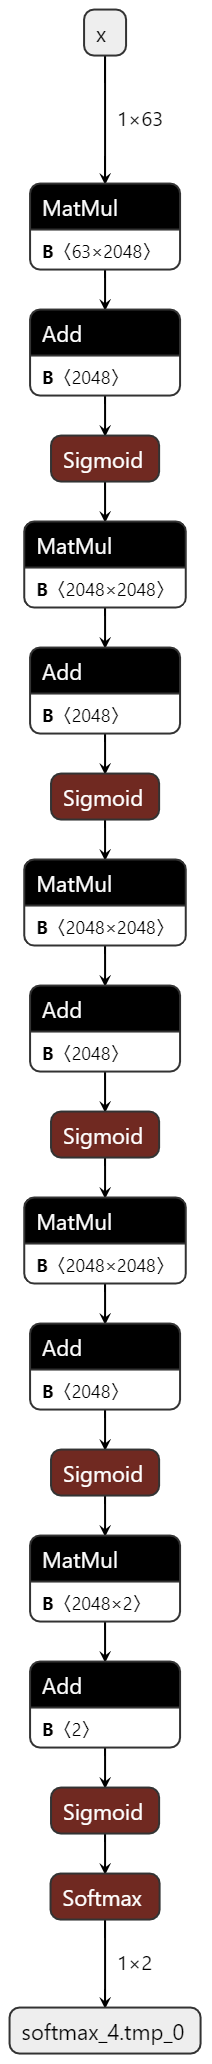 x
1×63
MatMul
B 〈63×2048〉
Add
B 〈2048〉
Sigmoid
MatMul
B 〈2048×2048〉
Add
B 〈2048〉
Sigmoid
MatMul
B 〈2048×2048〉
Add
B 〈2048〉
Sigmoid
MatMul
B 〈2048×2048〉
Add
B 〈2048〉
Sigmoid
MatMul
B 〈2048×2〉
Add
B 〈2〉
Sigmoid
Softmax
1×2
softmax_4.tmp_0